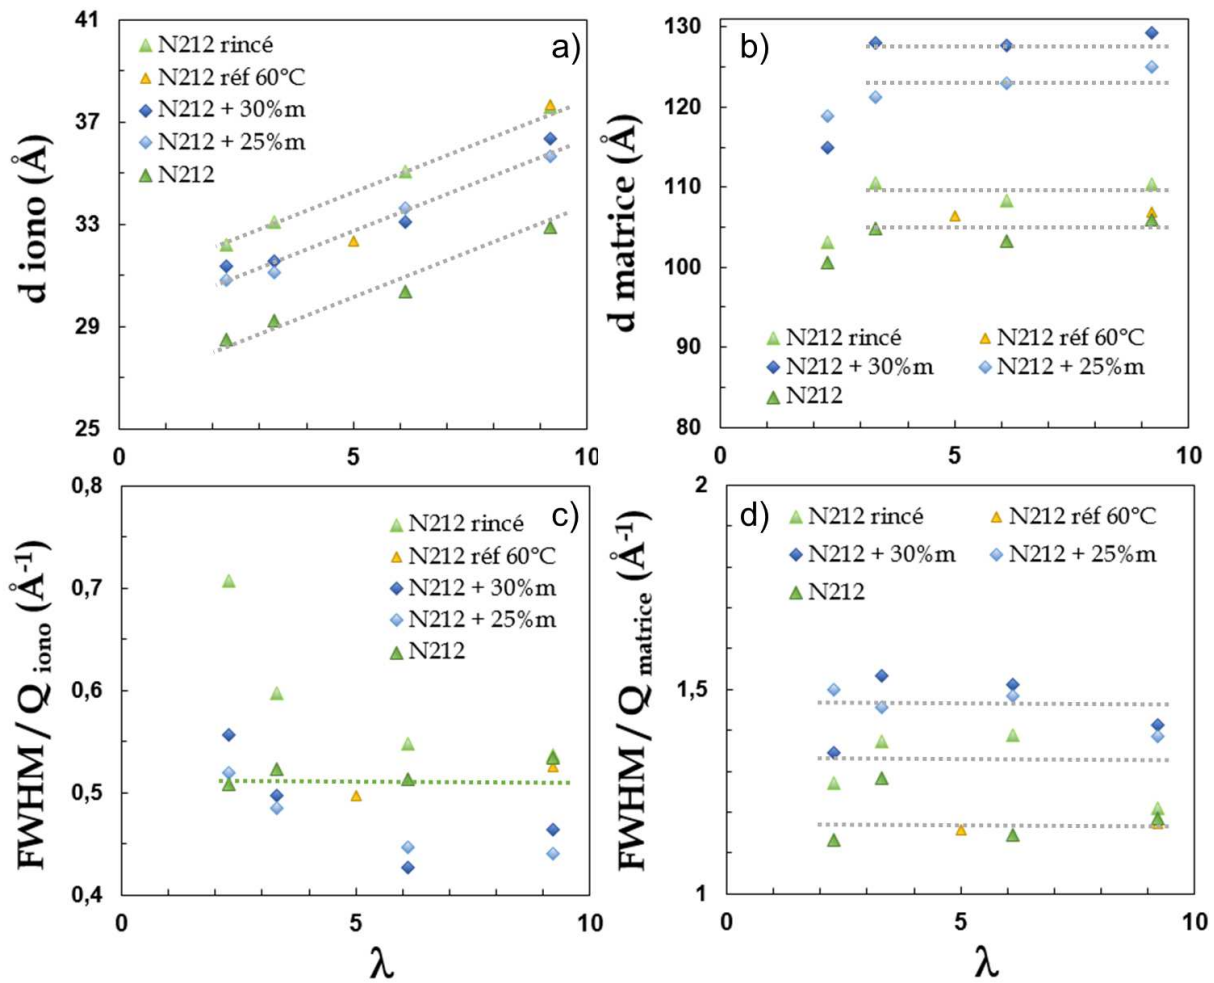 a)
d iono (Å)
41
37
33
29
25
N212 rincé
N212 réf 60°C
N212 + 30%m
N212 + 25%m
N212
0
5
10
b)
d matrice (Å)
130
120
110
100
90
80
N212 rincé
N212 réf 60°C
N212 + 30%m
N212 + 25%m
N212
0
5
10
c)
FWHM / Q iono (Å-1)
0,8
0,7
0,6
0,5
0,4
N212 rincé
N212 réf 60°C
N212 + 30%m
N212 + 25%m
N212
0
5
10
λ
d)
FWHM / Q matrice (Å-1)
2
1,5
1
N212 rincé
N212 réf 60°C
N212 + 30%m
N212 + 25%m
N212
0
5
10
λ